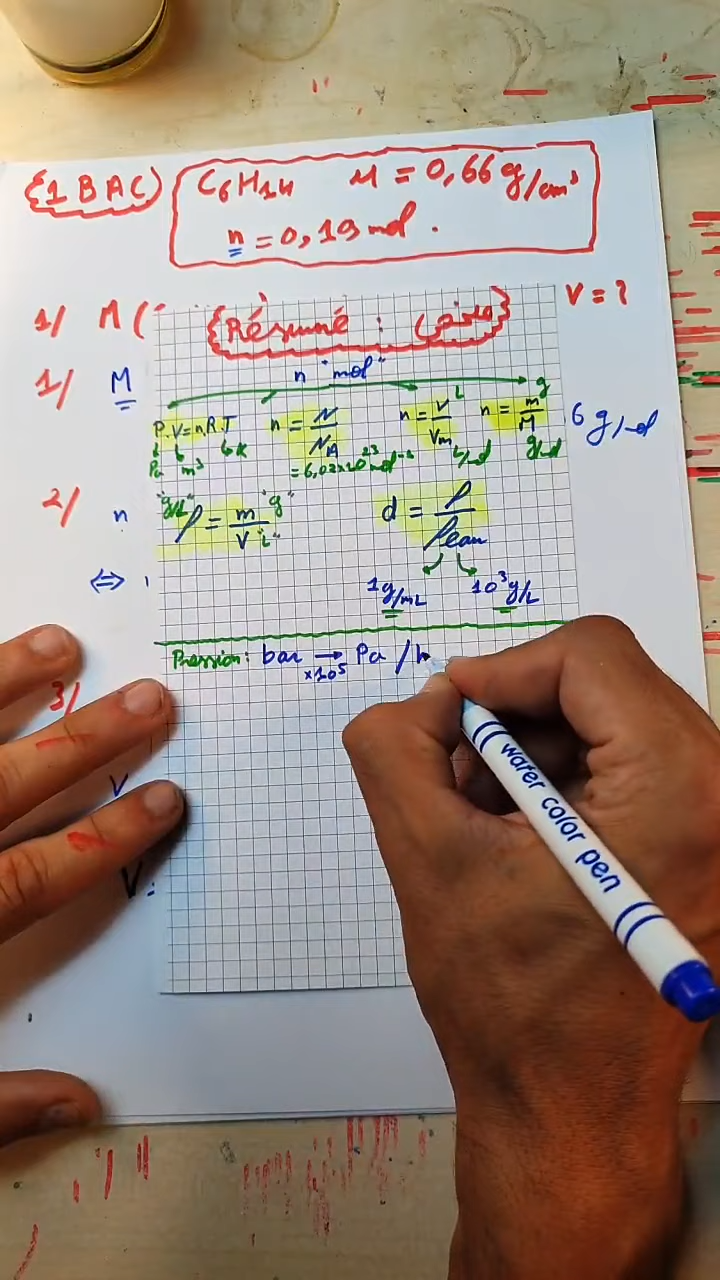 {1 BAC}
C₆H₁₄ μ = 0,66 g/cm³
n = 0,19 mol.
1/ M( V = ?
{Résumé : ملخص}
n "mol"
1/ M
P.V = n.R.T n = N/N_A n = V/Vm n = m/M
Pa m³ K = 6,02×10²³ mol⁻¹ L L/mol g g/mol
6 g/mol
2/ n
"g/L" ρ = m "g" / V "L" d = ρ/ρeau
⇔ 1g/mL 10³g/L
Pression: bar →×10⁵ Pa /h
3/
V
V =
water color pen